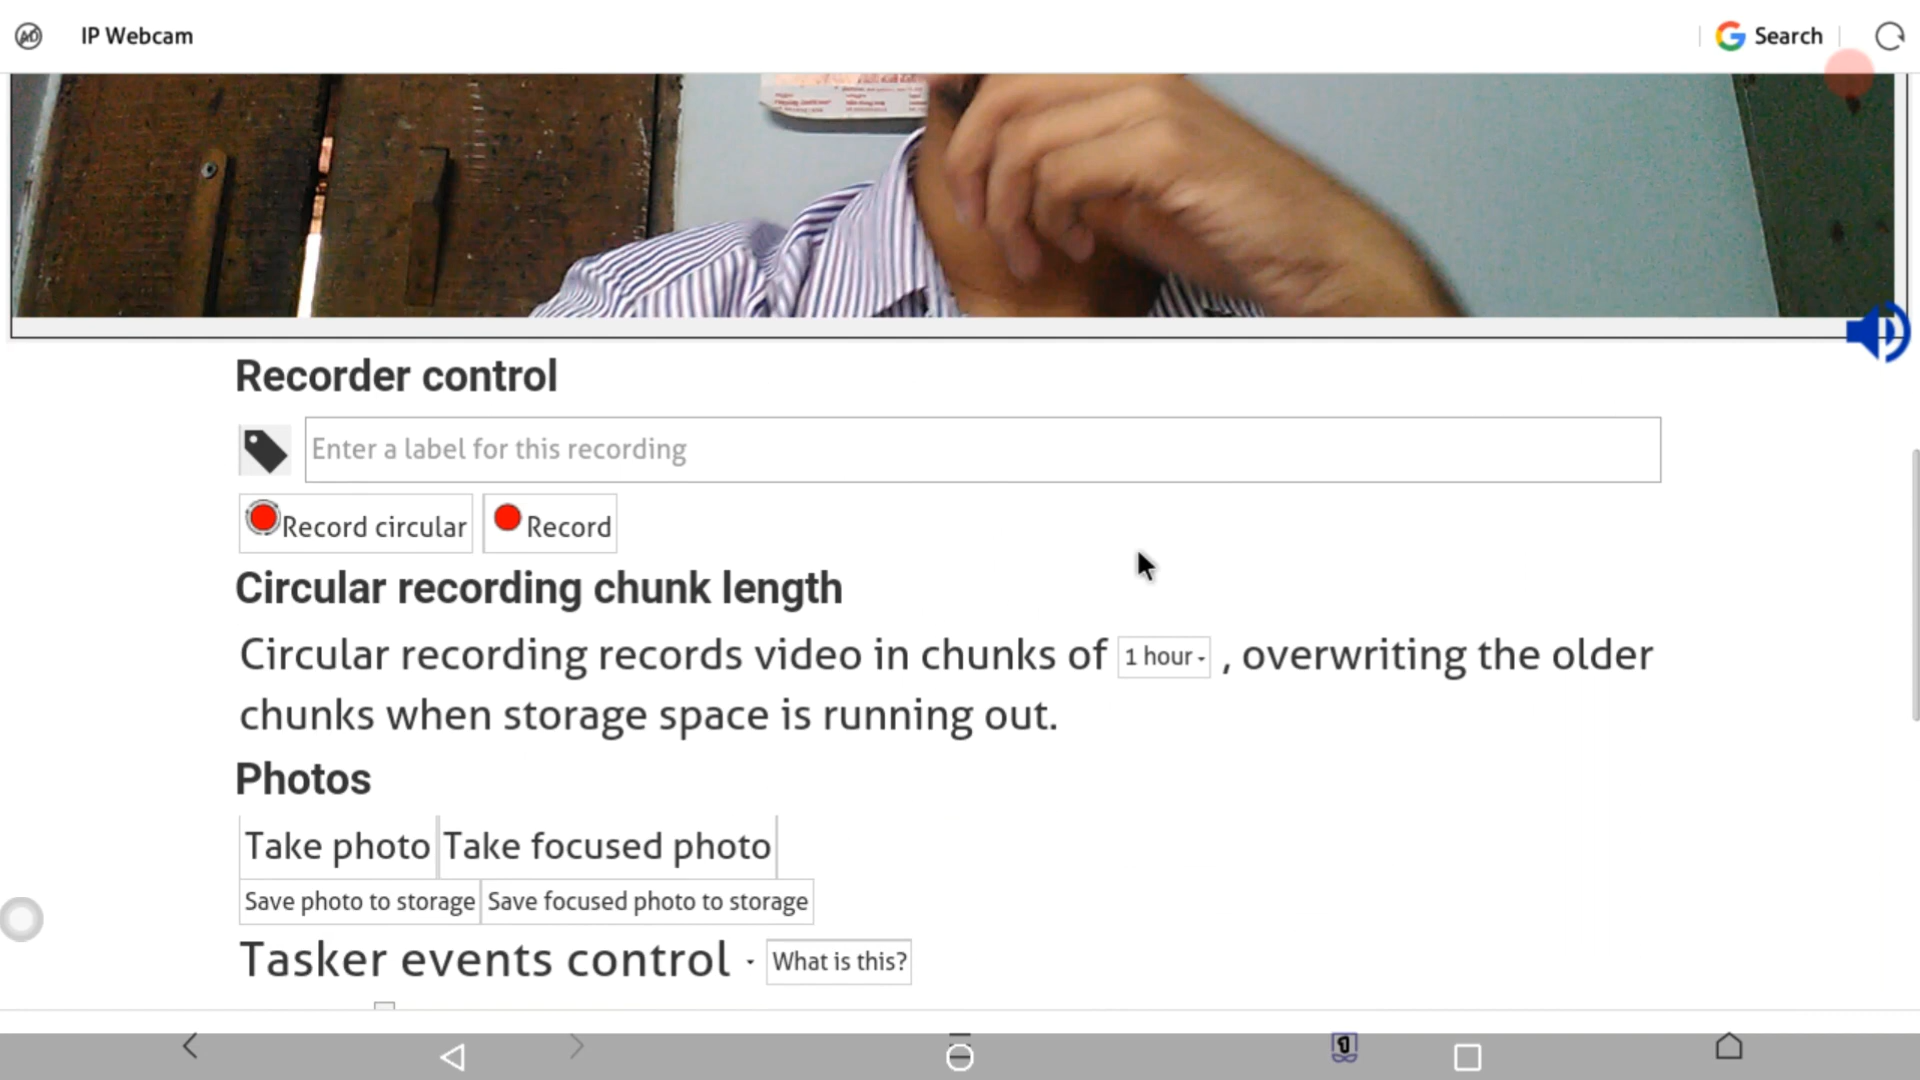 IP Webcam
Search
Recorder control
Enter a label for this recording
Record circular
Record
Circular recording chunk length
Circular recording records video in chunks of 1 hour , overwriting the older
chunks when storage space is running out.
Photos
Take photo Take focused photo
Save photo to storage Save focused photo to storage
Tasker events control What is this?
1